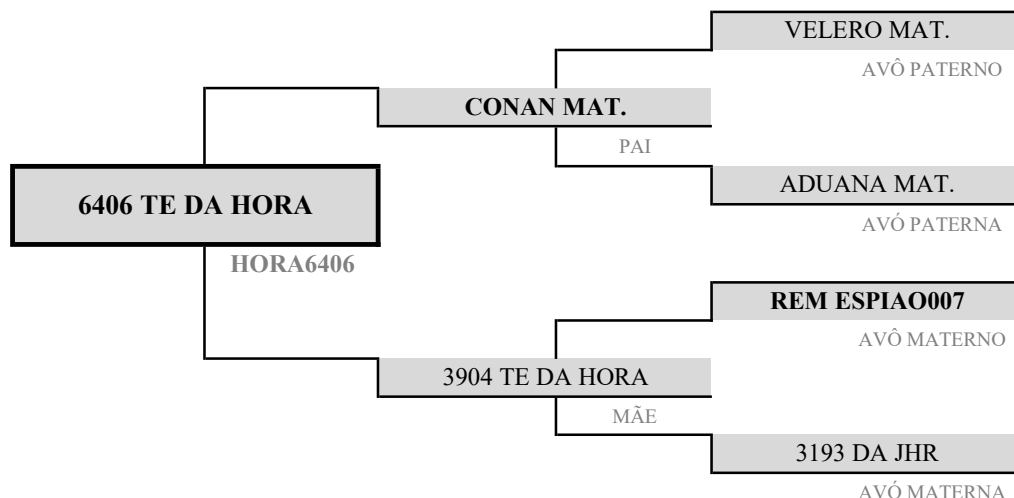 VELERO MAT.
AVÔ PATERNO
CONAN MAT.
PAI
ADUANA MAT.
AVÓ PATERNA
6406 TE DA HORA
HORA6406
REM ESPIAO007
AVÔ MATERNO
3904 TE DA HORA
MÃE
3193 DA JHR
AVÓ MATERNA